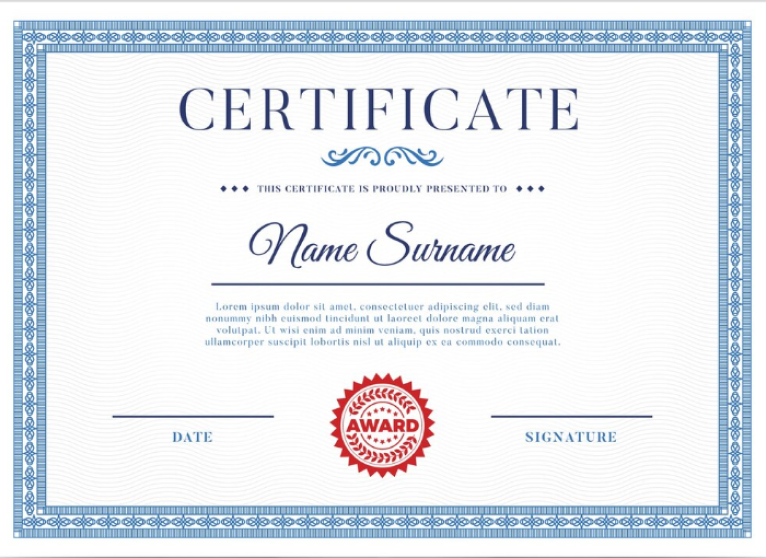 CERTIFICATE
THIS CERTIFICATE IS PROUDLY PRESENTED TO
Name Surname
Lorem ipsum dolor sit amet, consectetuer adipiscing elit, sed diam
nonummy nibh euismod tincidunt ut laoreet dolore magna aliquam erat
volutpat. Ut wisi enim ad minim veniam, quis nostrud exerci tation
ullamcorper suscipit lobortis nisl ut aliquip ex ea commodo consequat.
AWARD
DATE
SIGNATURE